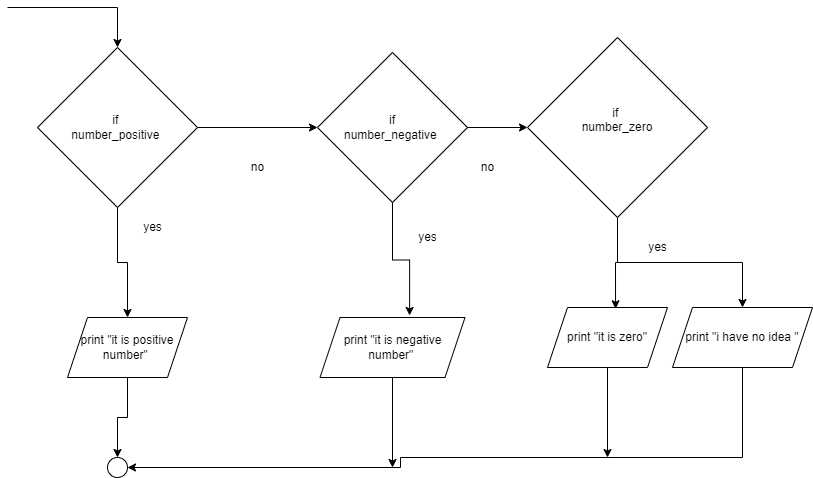 if
number_positive
if
number_negative
if
number_zero
no
no
yes
yes
yes
print "it is positive
number"
print "it is negative
number"
print "it is zero"
print "i have no idea "